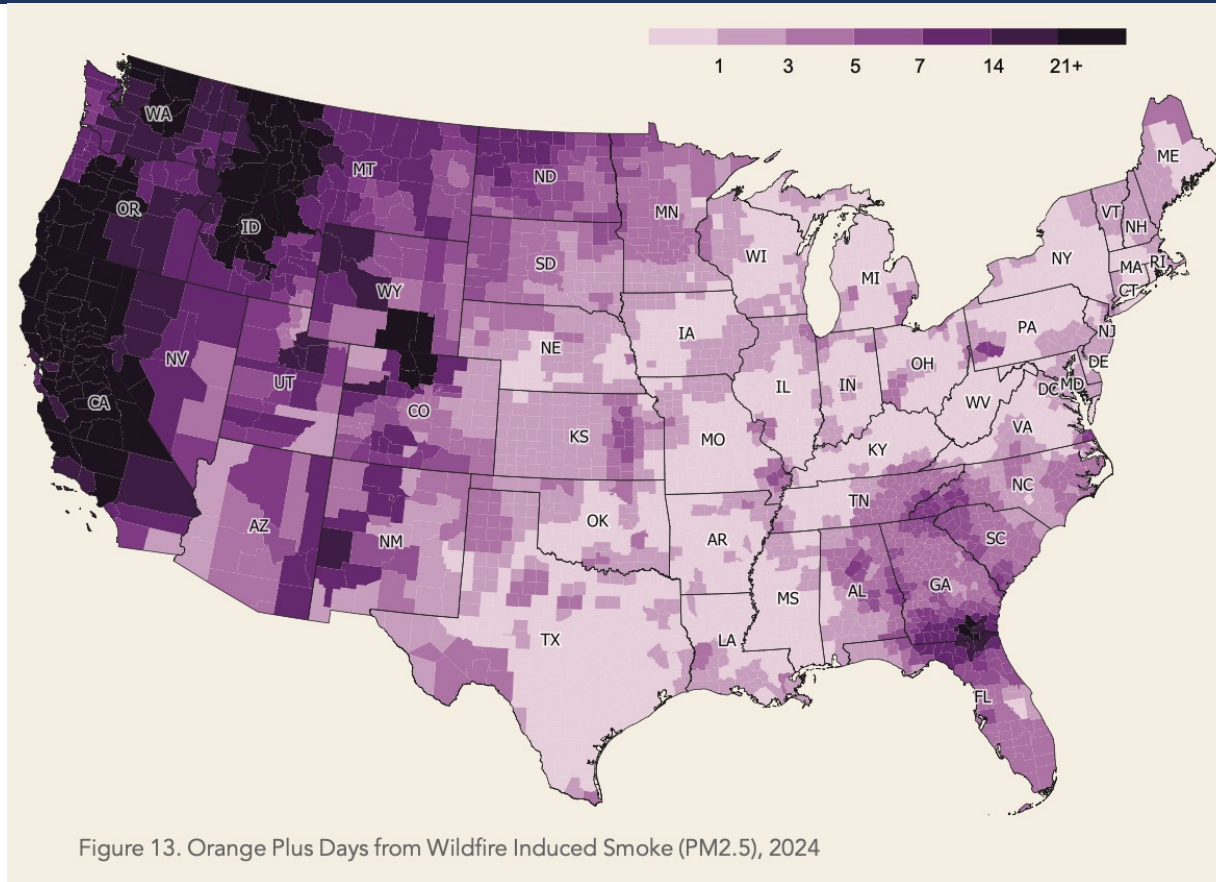 1 3 5 7 14 21+
WA
ME
MT
ND
VT
OR
MN
NH
ID
WI
NY
MA RI
SD
MI
CT
WY
PA
IA
NJ
NE
OH
DE
NV
DC MD
UT
IL
IN
WV
CA
CO
VA
KS
MO
KY
NC
TN
AZ
OK
NM
AR
SC
GA
AL
MS
TX
LA
FL
Figure 13. Orange Plus Days from Wildfire Induced Smoke (PM2.5), 2024